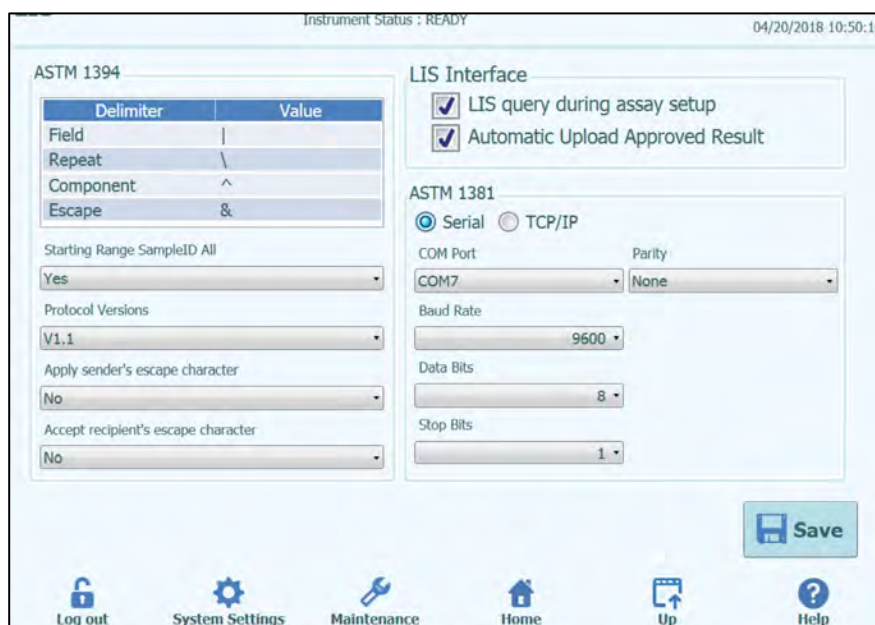 Instrument Status : READY
04/20/2018 10:50:1
ASTM 1394
Delimiter Value
Field |
Repeat \
Component ^
Escape &
Starting Range SampleID All
Yes
Protocol Versions
V1.1
Apply sender's escape character
No
Accept recipient's escape character
No
LIS Interface
LIS query during assay setup
Automatic Upload Approved Result
ASTM 1381
Serial TCP/IP
COM Port Parity
COM7 None
Baud Rate
9600
Data Bits
8
Stop Bits
1
Save
Log out System Settings Maintenance Home Up Help